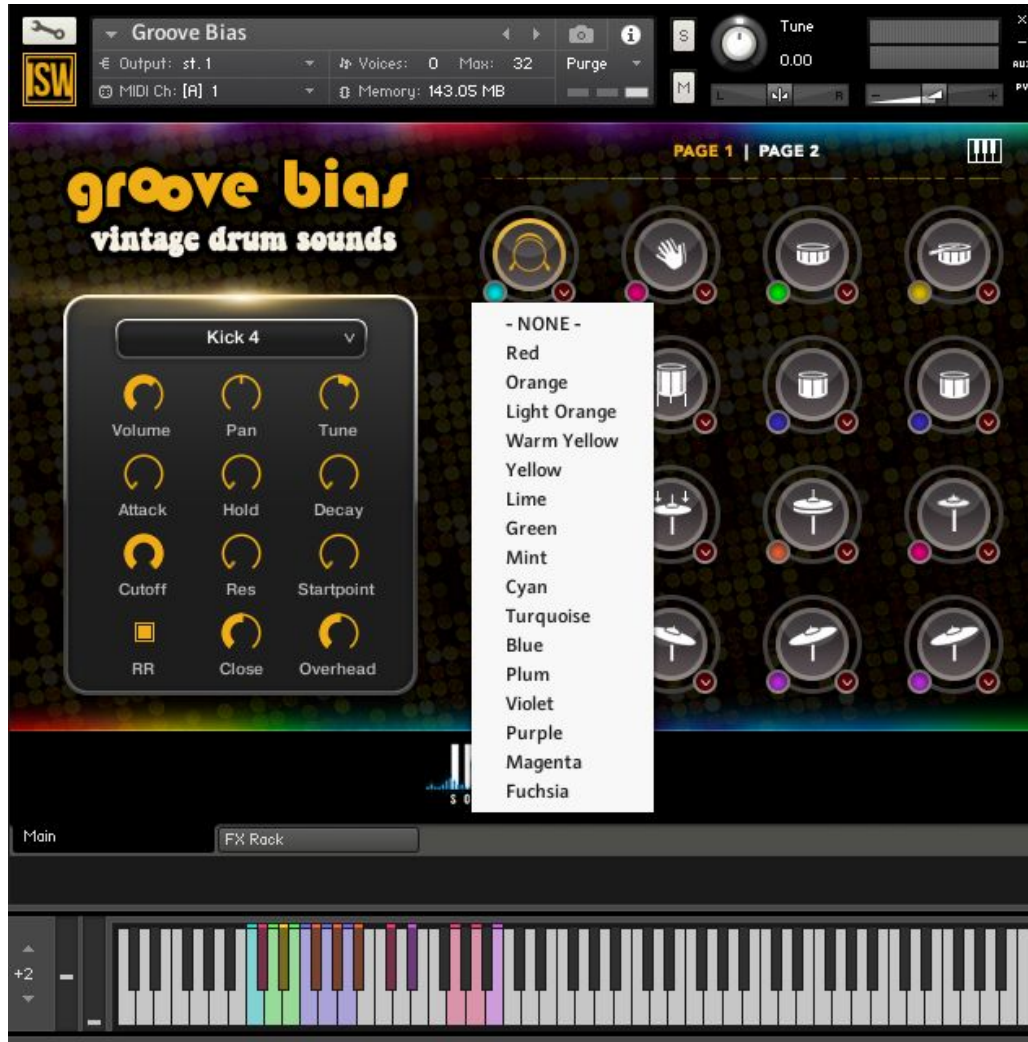 Groove Bias
Output: st. 1
Voices: 0 Max: 32
Purge
MIDI Ch: [A] 1
Memory: 143.05 MB
S
M
Tune
0.00
L
R
-
+
×
-
AUX
PV
ISW
i
PAGE 1 | PAGE 2
groove bias
vintage drum sounds
Kick 4
Volume
Pan
Tune
Attack
Hold
Decay
Cutoff
Res
Startpoint
RR
Close
Overhead
- NONE -
Red
Orange
Light Orange
Warm Yellow
Yellow
Lime
Green
Mint
Cyan
Turquoise
Blue
Plum
Violet
Purple
Magenta
Fuchsia
Main
FX Rack
+2